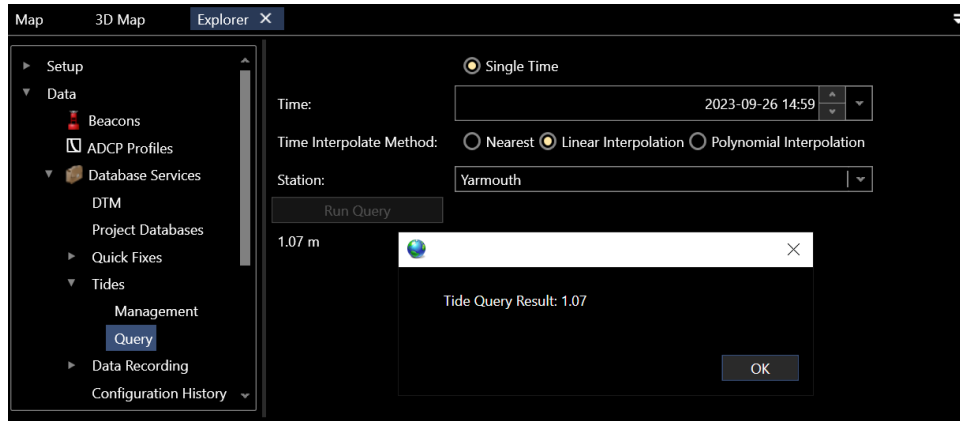 Map 3D Map Explorer
Setup
Data
Beacons
ADCP Profiles
Database Services
DTM
Project Databases
Quick Fixes
Tides
Management
Query
Data Recording
Configuration History
Single Time
Time: 2023-09-26 14:59
Time Interpolate Method: Nearest Linear Interpolation Polynomial Interpolation
Station: Yarmouth
Run Query
1.07 m
Tide Query Result: 1.07
OK